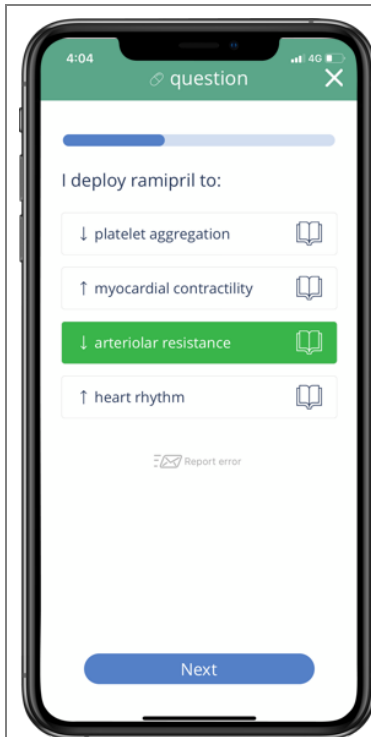 4:04
4G
question
I deploy ramipril to:
↓ platelet aggregation
↑ myocardial contractility
↓ arteriolar resistance
↑ heart rhythm
Report error
Next